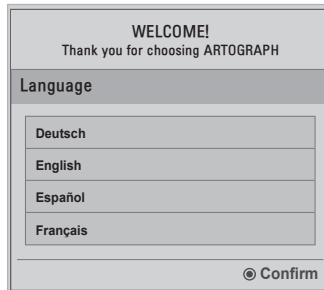 WELCOME!
Thank you for choosing ARTOGRAPH
Language
Deutsch
English
Español
Français
Confirm